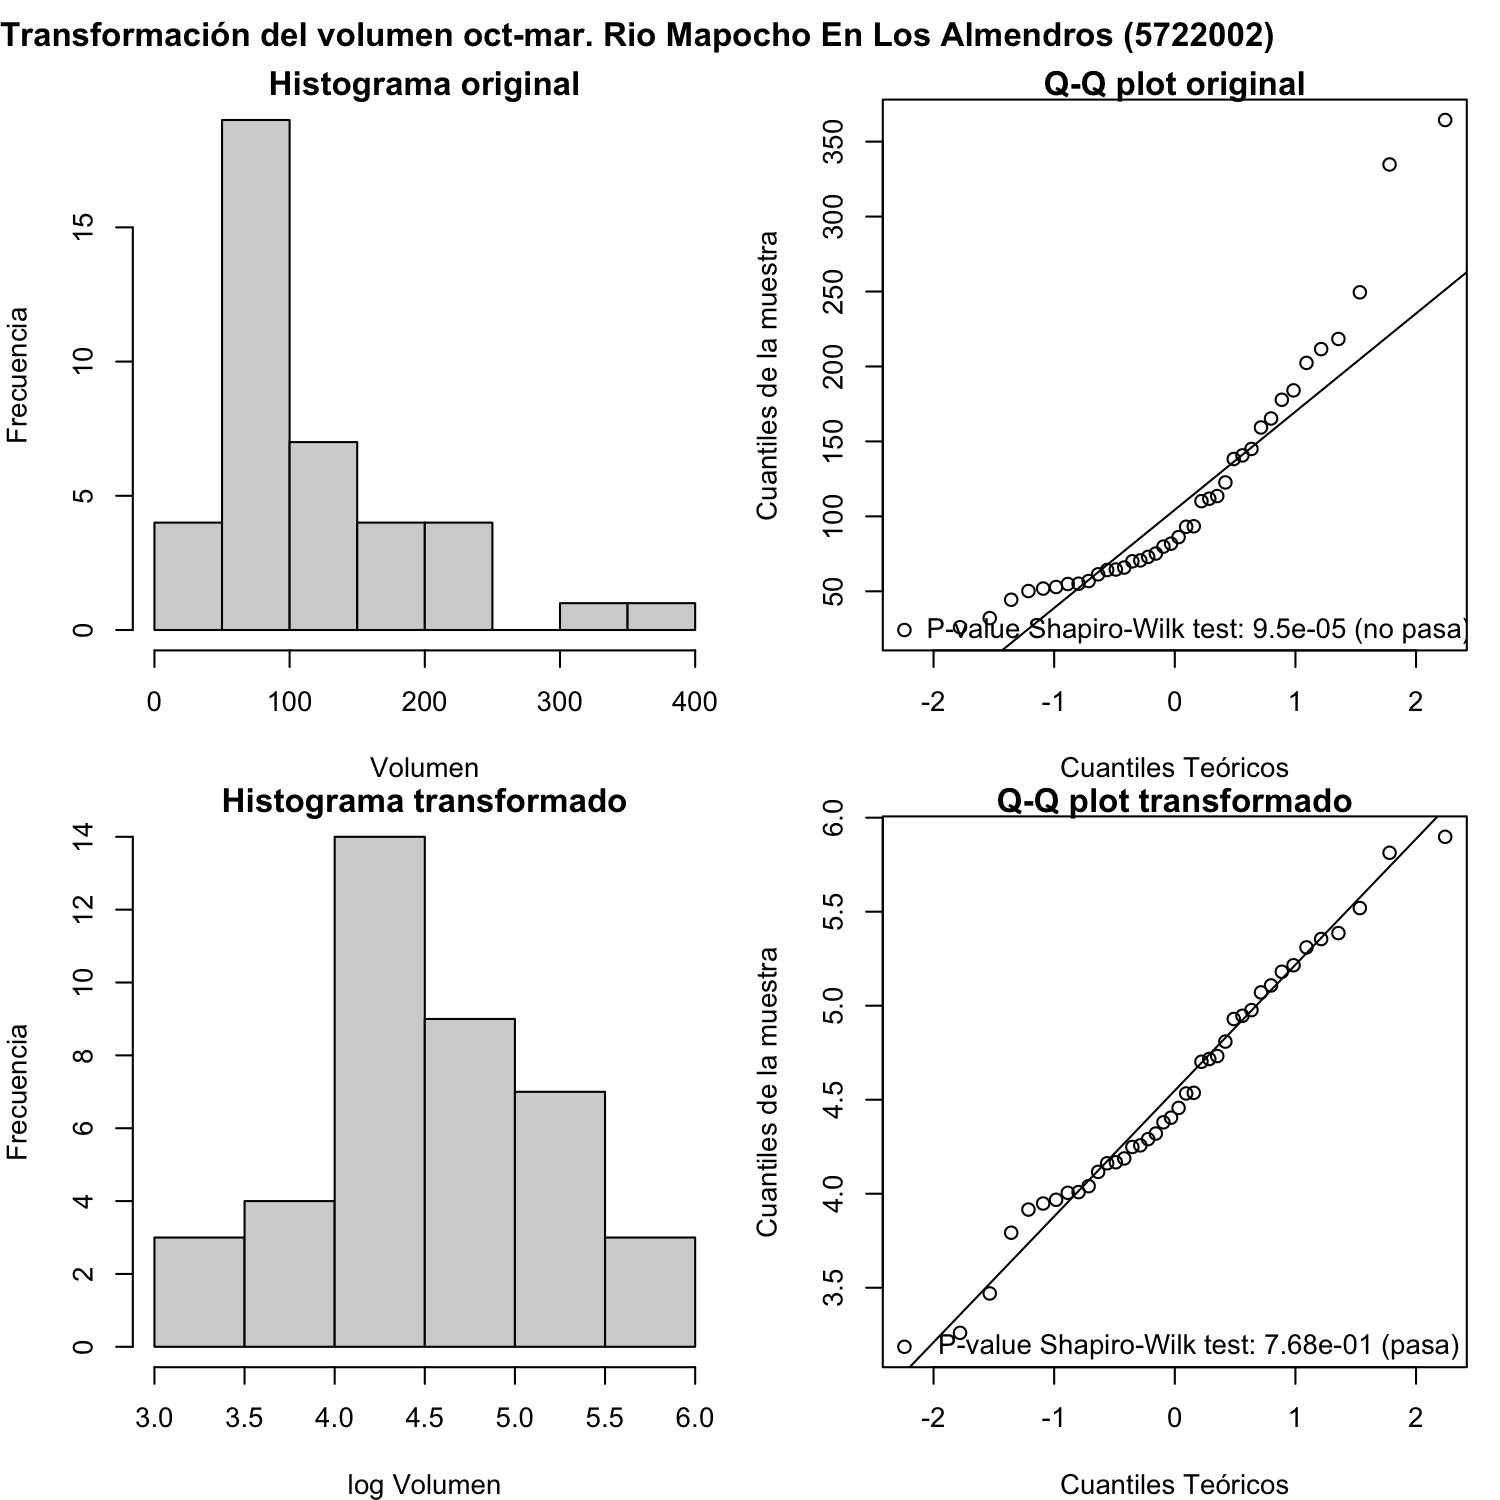 Transformación del volumen oct-mar. Rio Mapocho En Los Almendros (5722002)
Histograma original
Frecuencia
0 5 10 15
0 100 200 300 400
Volumen
Q-Q plot original
Cuantiles de la muestra
50 100 150 200 250 300 350
P-value Shapiro-Wilk test: 9.5e-05 (no pasa)
-2 -1 0 1 2
Cuantiles Teóricos
Histograma transformado
Frecuencia
0 2 4 6 8 10 12 14
3.0 3.5 4.0 4.5 5.0 5.5 6.0
log Volumen
Q-Q plot transformado
Cuantiles de la muestra
3.5 4.0 4.5 5.0 5.5 6.0
P-value Shapiro-Wilk test: 7.68e-01 (pasa)
-2 -1 0 1 2
Cuantiles Teóricos